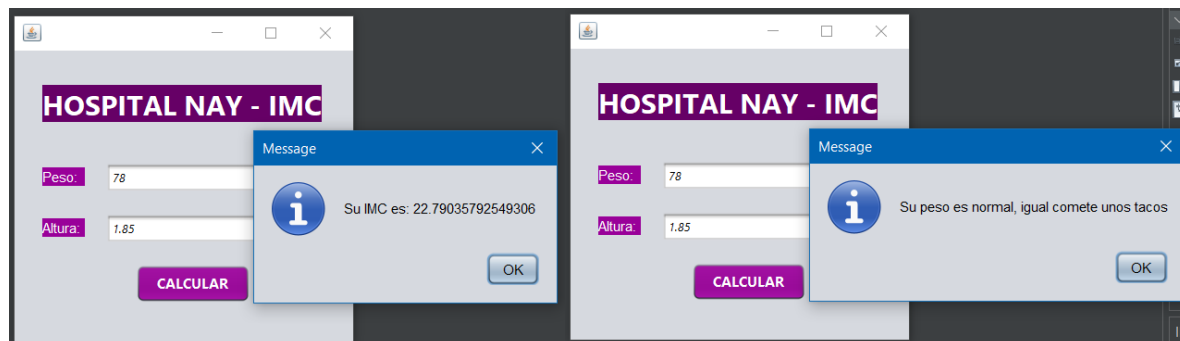 HOSPITAL NAY - IMC
Message
Peso:
78
Su IMC es: 22.79035792549306
Altura:
1.85
OK
CALCULAR
HOSPITAL NAY - IMC
Message
Peso:
78
Su peso es normal, igual comete unos tacos
Altura:
1.85
OK
CALCULAR